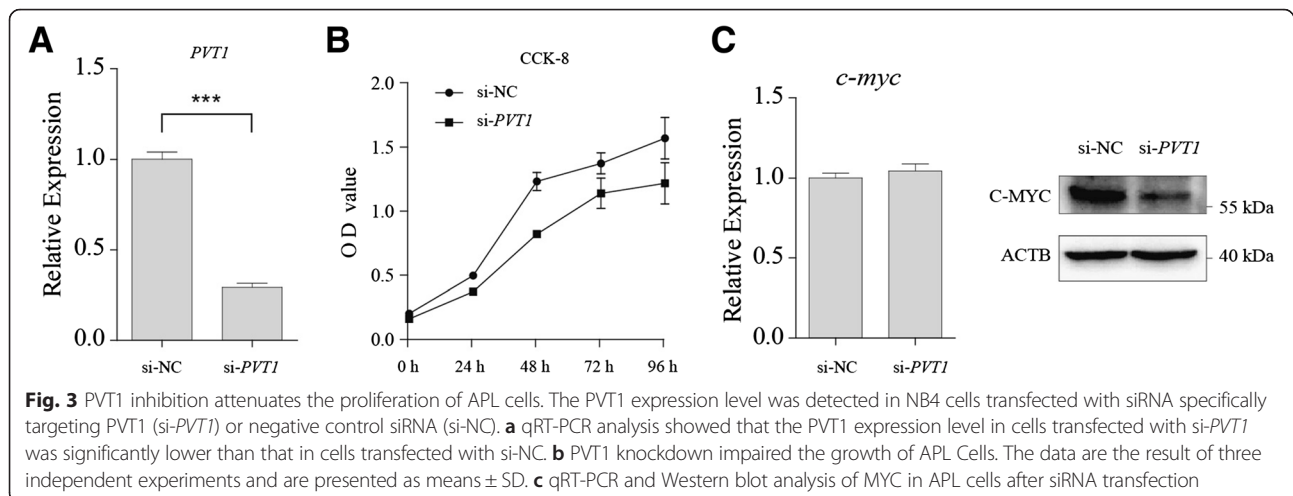 A
PVT1
1.5
1.0
0.5
0.0
Relative Expression
***
si-NC
si-PVT1
B
CCK-8
2.0
1.5
1.0
0.5
0.0
OD value
si-NC
si-PVT1
0 h
24 h
48 h
72 h
96 h
C
c-myc
1.5
1.0
0.5
0.0
Relative Expression
si-NC
si-PVT1
si-NC si-PVT1
C-MYC
55 kDa
ACTB
40 kDa
Fig. 3 PVT1 inhibition attenuates the proliferation of APL cells. The PVT1 expression level was detected in NB4 cells transfected with siRNA specifically
targeting PVT1 (si-PVT1) or negative control siRNA (si-NC). a qRT-PCR analysis showed that the PVT1 expression level in cells transfected with si-PVT1
was significantly lower than that in cells transfected with si-NC. b PVT1 knockdown impaired the growth of APL Cells. The data are the result of three
independent experiments and are presented as means ± SD. c qRT-PCR and Western blot analysis of MYC in APL cells after siRNA transfection